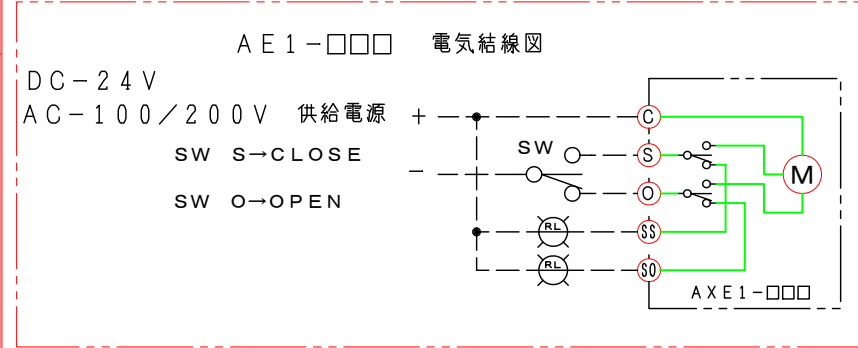 AE1-□□□ 電気結線図
DC-24V
AC-100/200V 供給電源 +
-
SW S→CLOSE
SW O→OPEN
SW
C
S
O
SS
SO
RL
RL
M
AXE1-□□□